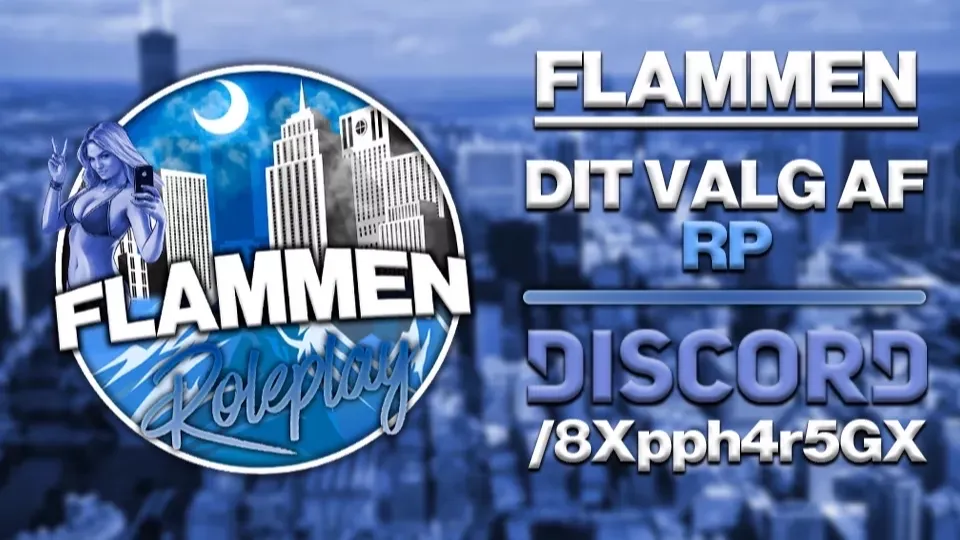 FLAMMEN
Roleplay
FLAMMEN
DIT VALG AF
RP
DISCORD
/8Xpph4r5GX